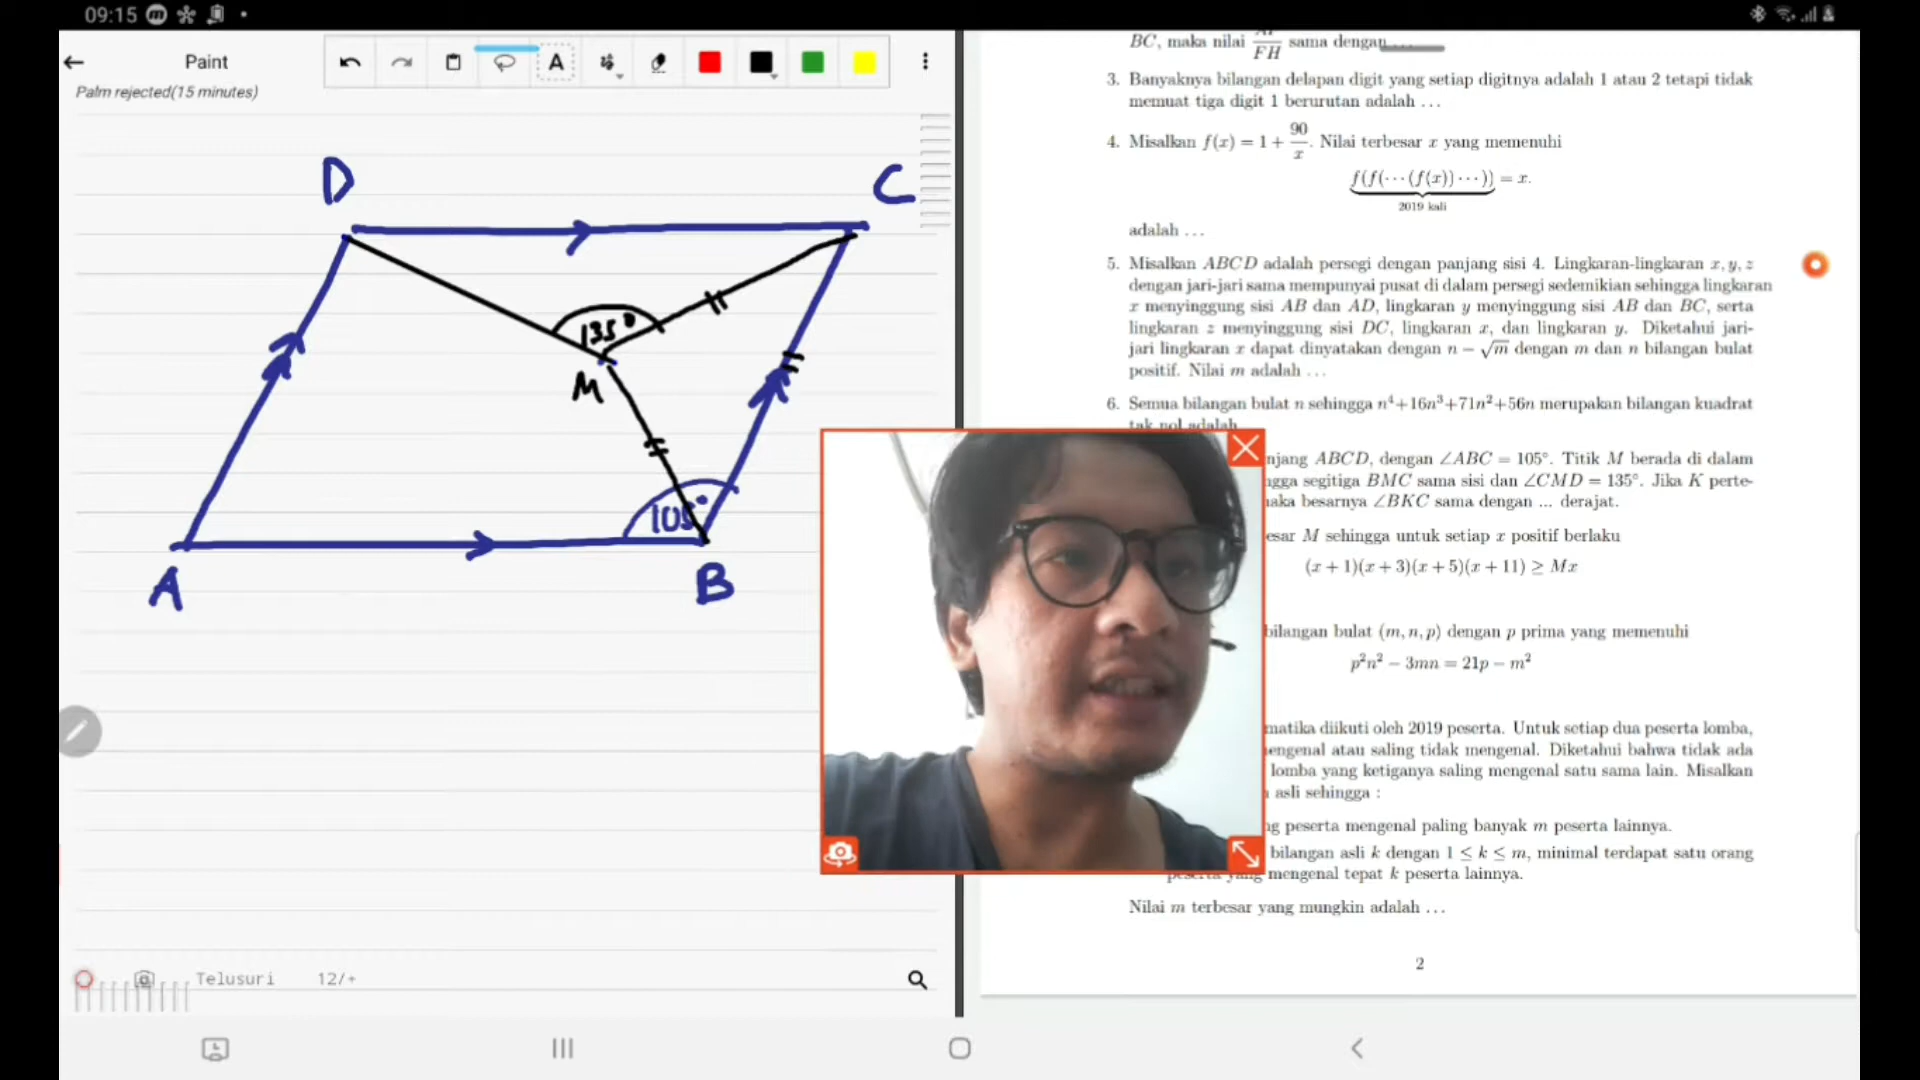 09:15
Paint
A
Palm rejected(15 minutes)
D
C
135°
M
105°
A
B
Telusuri 12/+
BC, maka nilai AF/FH sama dengan ...
3. Banyaknya bilangan delapan digit yang setiap digitnya adalah 1 atau 2 tetapi tidak
memuat tiga digit 1 berurutan adalah ...
4. Misalkan f(x) = 1 + 90/x. Nilai terbesar x yang memenuhi
f(f(···(f(x))···)) = x.
2019 kali
adalah ...
5. Misalkan ABCD adalah persegi dengan panjang sisi 4. Lingkaran-lingkaran x, y, z
dengan jari-jari sama mempunyai pusat di dalam persegi sedemikian sehingga lingkaran
x menyinggung sisi AB dan AD, lingkaran y menyinggung sisi AB dan BC, serta
lingkaran z menyinggung sisi DC, lingkaran x, dan lingkaran y. Diketahui jari-
jari lingkaran x dapat dinyatakan dengan n − √m dengan m dan n bilangan bulat
positif. Nilai m adalah ...
6. Semua bilangan bulat n sehingga n⁴+16n³+71n²+56n merupakan bilangan kuadrat
tak nol adalah
njang ABCD, dengan ∠ABC = 105°. Titik M berada di dalam
ngga segitiga BMC sama sisi dan ∠CMD = 135°. Jika K perte-
naka besarnya ∠BKC sama dengan ... derajat.
esar M sehingga untuk setiap x positif berlaku
(x + 1)(x + 3)(x + 5)(x + 11) ≥ Mx
bilangan bulat (m, n, p) dengan p prima yang memenuhi
p²n² − 3mn = 21p − m²
matika diikuti oleh 2019 peserta. Untuk setiap dua peserta lomba,
engenal atau saling tidak mengenal. Diketahui bahwa tidak ada
lomba yang ketiganya saling mengenal satu sama lain. Misalkan
asli sehingga :
ng peserta mengenal paling banyak m peserta lainnya.
bilangan asli k dengan 1 ≤ k ≤ m, minimal terdapat satu orang
peserta yang mengenal tepat k peserta lainnya.
Nilai m terbesar yang mungkin adalah ...
2